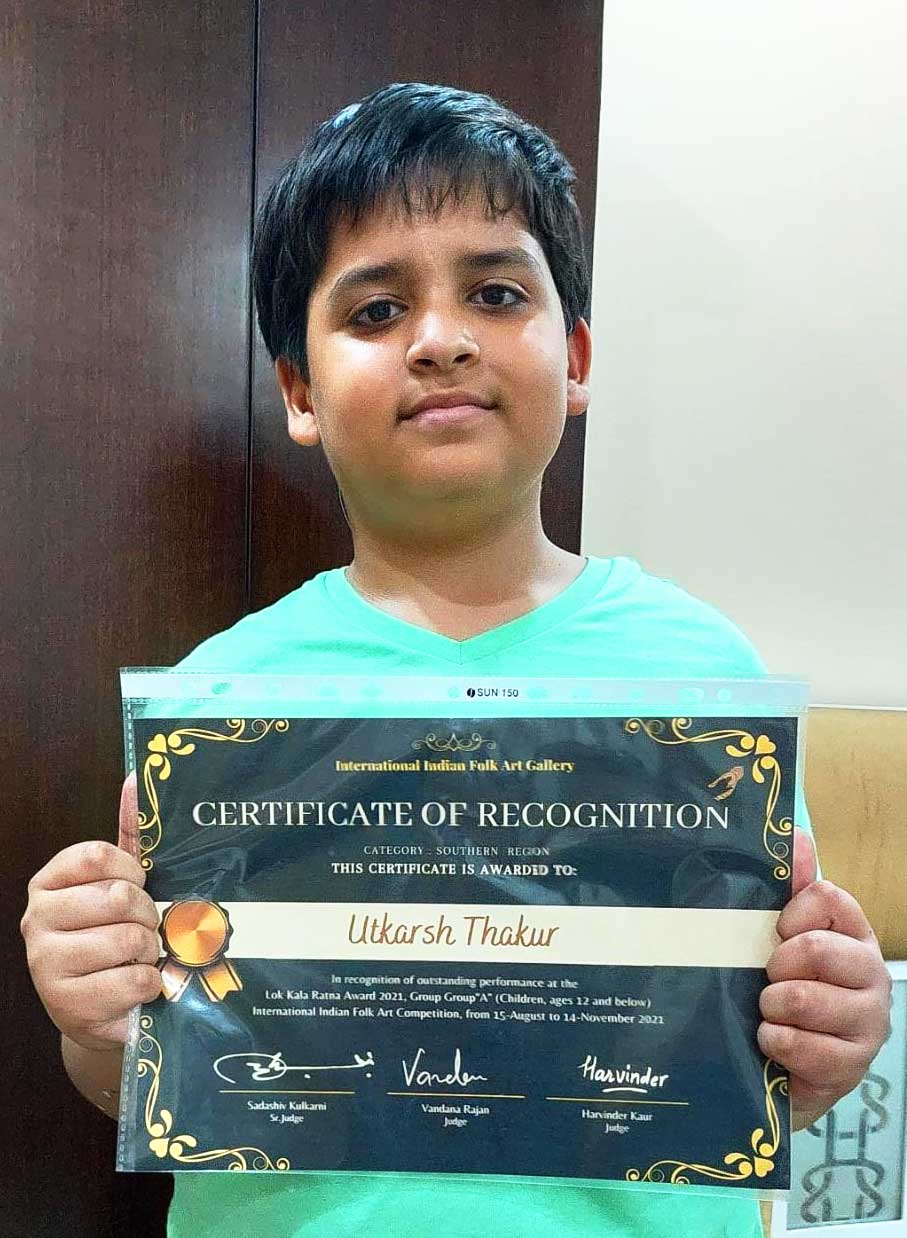 SUN 150
International Indian Folk Art Gallery
CERTIFICATE OF RECOGNITION
CATEGORY . SOUTHERN REGION
THIS CERTIFICATE IS AWARDED TO:
Utkarsh Thakur
In recognition of outstanding performance at the
Lok Kala Ratna Award 2021, Group Group"A" (Children, ages 12 and below)
International Indian Folk Art Competition, from 15-August to 14-November 2021
Vandan Harvinder
Sadashiv Kulkarni Vandana Rajan Harvinder Kaur
Sr.Judge Judge Judge